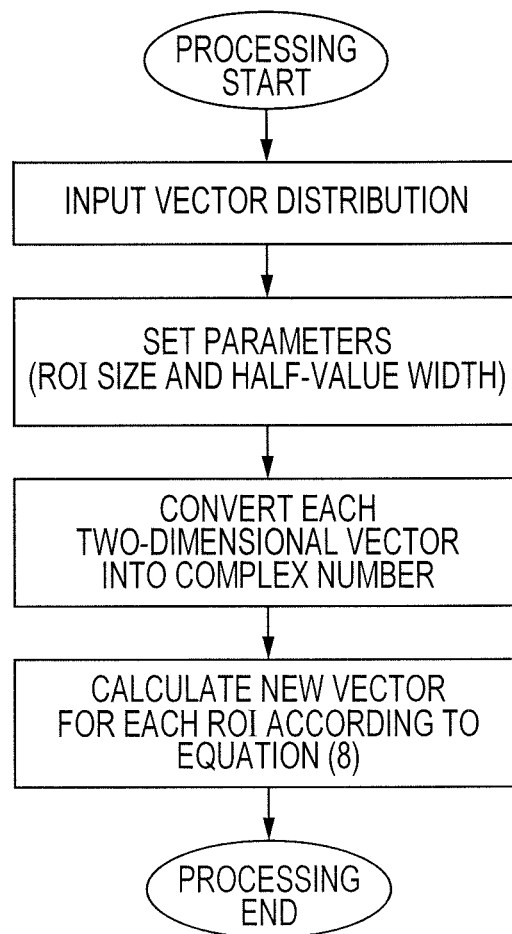 PROCESSING
START
INPUT VECTOR DISTRIBUTION
SET PARAMETERS
(ROI SIZE AND HALF-VALUE WIDTH)
CONVERT EACH
TWO-DIMENSIONAL VECTOR
INTO COMPLEX NUMBER
CALCULATE NEW VECTOR
FOR EACH ROI ACCORDING TO
EQUATION (8)
PROCESSING
END